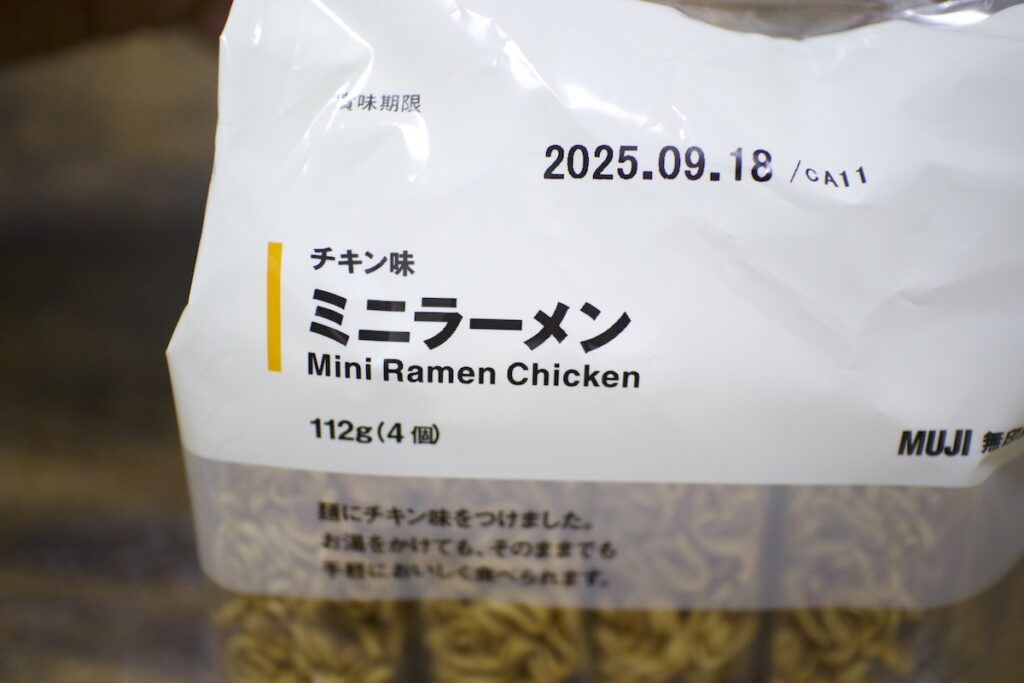 賞味期限
2025.09.18 /CA11
チキン味
ミニラーメン
Mini Ramen Chicken
112g(4個)
MUJI 無印
麺にチキン味をつけました。
お湯をかけても、そのままでも
手軽においしく食べられます。